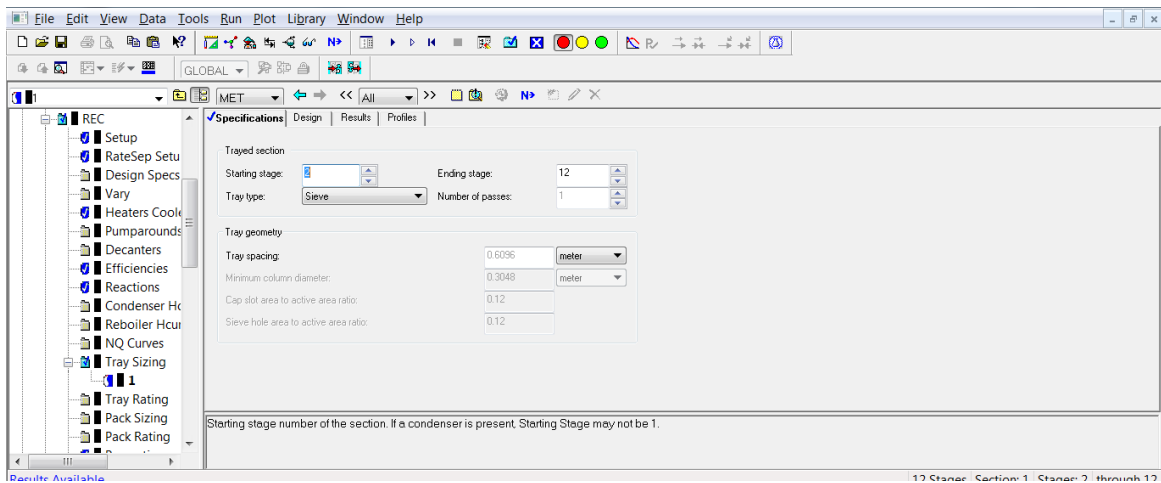 File Edit View Data Tools Run Plot Library Window Help
N»
GLOBAL
1 MET << All >> N»
REC
Setup
RateSep Setu
Design Specs
Vary
Heaters Coole
Pumparounds
Decanters
Efficiencies
Reactions
Condenser Hc
Reboiler Hcur
NQ Curves
Tray Sizing
1
Tray Rating
Pack Sizing
Pack Rating
Specifications Design Results Profiles
Trayed section
Starting stage: 2 Ending stage: 12
Tray type: Sieve Number of passes: 1
Tray geometry
Tray spacing: 0.6096 meter
Minimum column diameter: 0.3048 meter
Cap slot area to active area ratio: 0.12
Sieve hole area to active area ratio: 0.12
Starting stage number of the section. If a condenser is present, Starting Stage may not be 1.
Results Available 12 Stages Section: 1 Stages: 2 through 12